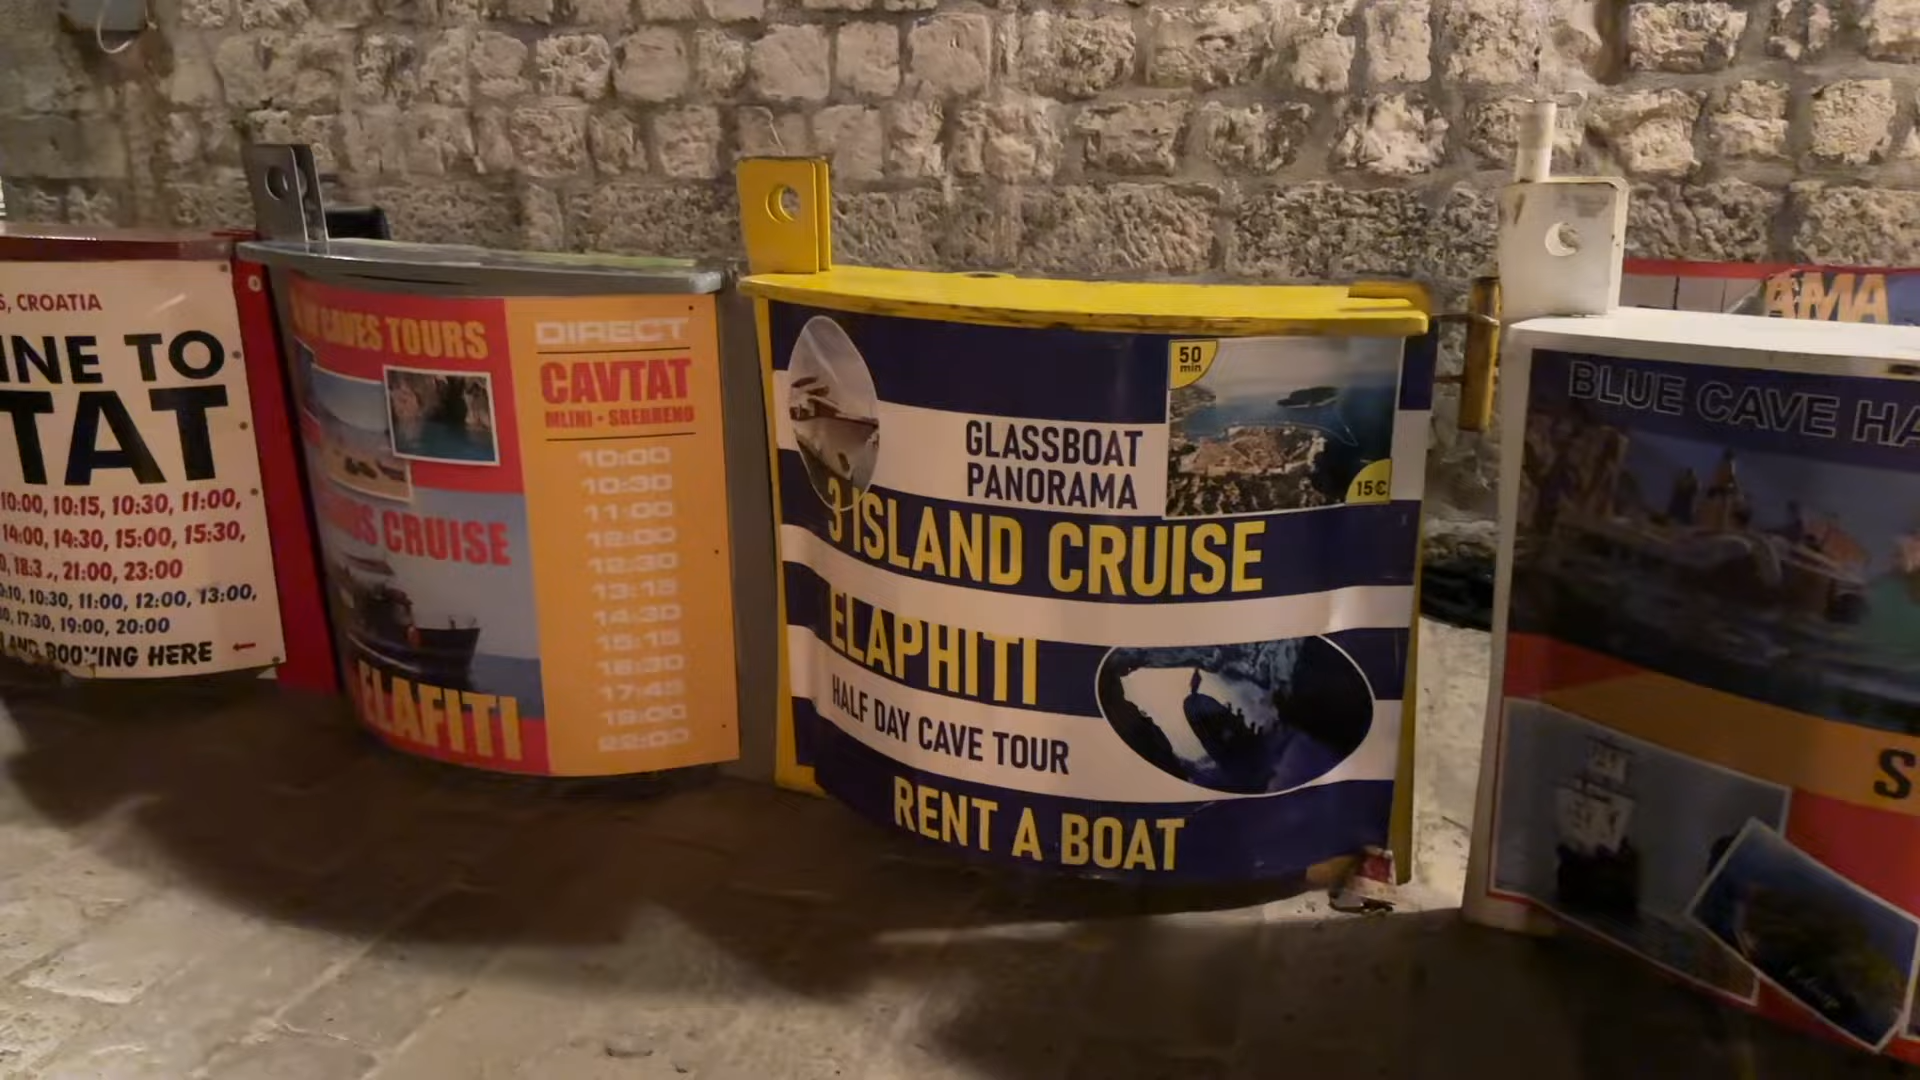 S, CROATIA
INE TO
TAT
10:00, 10:15, 10:30, 11:00,
14:00, 14:30, 15:00, 15:30,
21:00, 23:00
10:30, 11:00, 12:00, 13:00,
17:30, 19:00, 20:00
AND BOOKING HERE
CAVES TOURS
CRUISE
ELAFITI
DIRECT
CAVTAT
MLINI • SREBRENO
10:00
10:30
11:00
12:00
12:30
13:15
14:30
15:15
17:45
19:00
22:00
50
min
GLASSBOAT
PANORAMA
15€
3 ISLAND CRUISE
ELAPHITI
HALF DAY CAVE TOUR
RENT A BOAT
AMA
BLUE CAVE HA
S